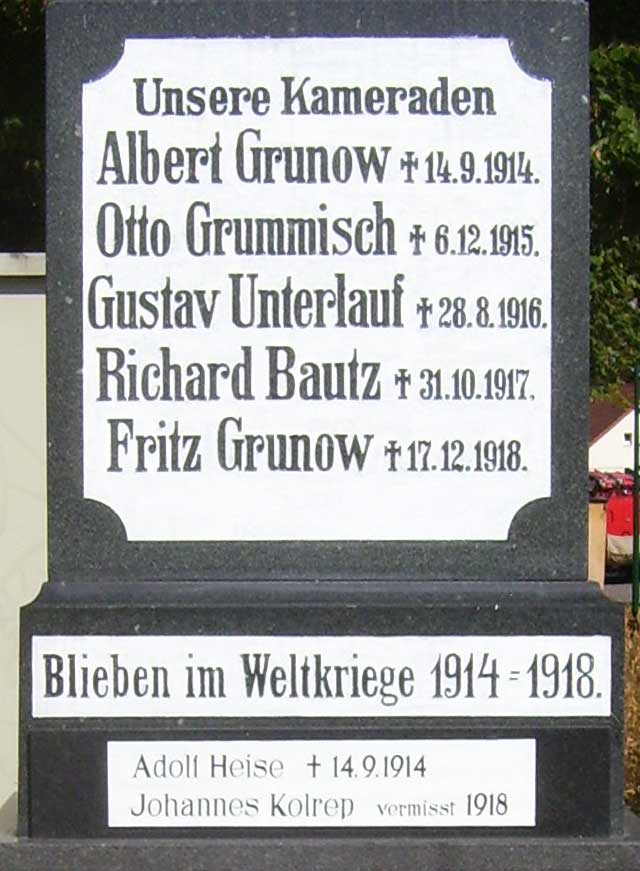 Unsere Kameraden
Albert Grunow ✝ 14.9.1914.
Otto Grummisch ✝ 6.12.1915.
Gustav Unterlauf ✝ 28.8.1916.
Richard Bautz ✝ 31.10.1917.
Fritz Grunow ✝ 17.12.1918.
Blieben im Weltkriege 1914=1918.
Adolf Heise ✝ 14.9.1914
Johannes Kolrep vermisst 1918